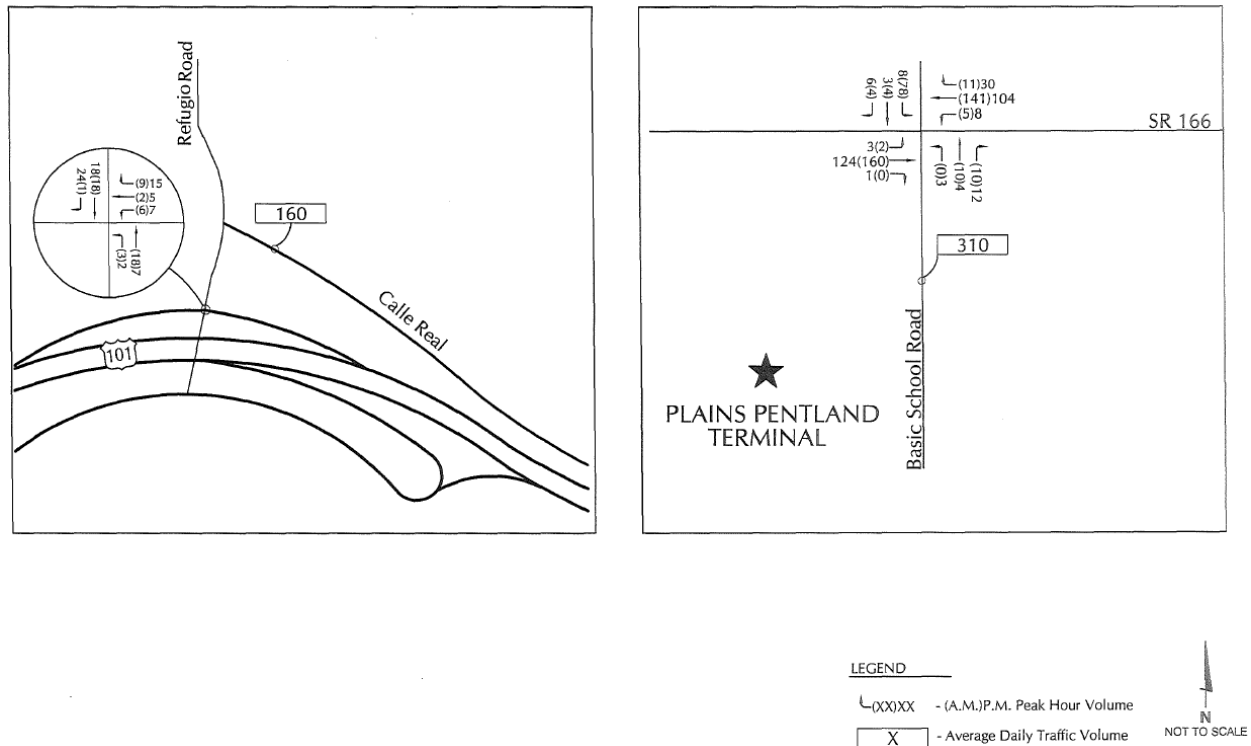 Refugio Road
18(18)
24(1)
(9)15
(2)5
(6)7
(3)2
(18)7
160
Calle Real
101
6(4)
3(4)
8(78)
(11)30
(141)104
(5)8
SR 166
3(2)
124(160)
1(0)
(0)3
(10)4
(10)12
310
Basic School Road
PLAINS PENTLAND
TERMINAL
LEGEND
(XX)XX - (A.M.)P.M. Peak Hour Volume
X - Average Daily Traffic Volume
N
NOT TO SCALE